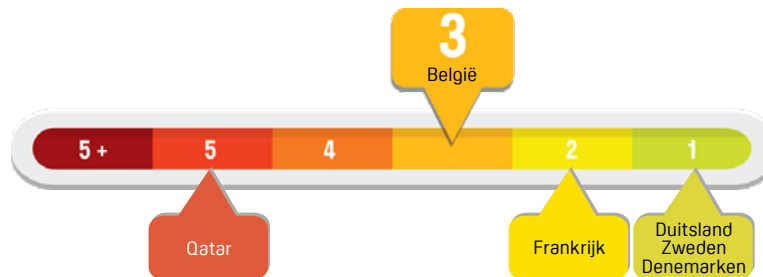 3
België
5 +
5
4
2
1
Qatar
Frankrijk
Duitsland
Zweden
Denemarken